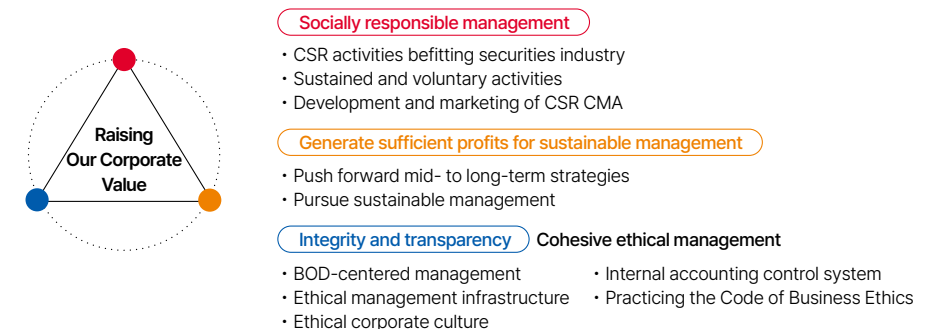 Raising
Our Corporate
Value
Socially responsible management
• CSR activities befitting securities industry
• Sustained and voluntary activities
• Development and marketing of CSR CMA
Generate sufficient profits for sustainable management
• Push forward mid- to long-term strategies
• Pursue sustainable management
Integrity and transparency Cohesive ethical management
• BOD-centered management
• Ethical management infrastructure
• Ethical corporate culture
• Internal accounting control system
• Practicing the Code of Business Ethics